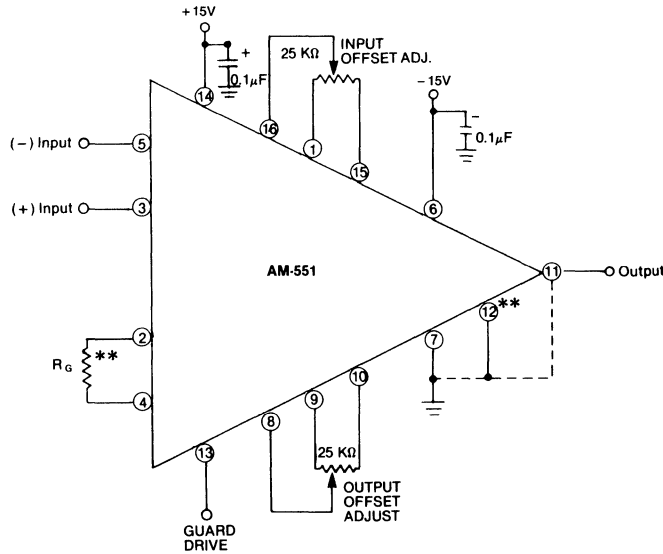 +15V
+
0.1µF
25 KΩ
INPUT
OFFSET ADJ.
-15V
-
0.1µF
14
16
1
15
6
(-) Input
5
(+) Input
3
AM-551
11
Output
12
**
7
2
RG
**
4
10
9
8
13
25 KΩ
OUTPUT
OFFSET
ADJUST
GUARD
DRIVE